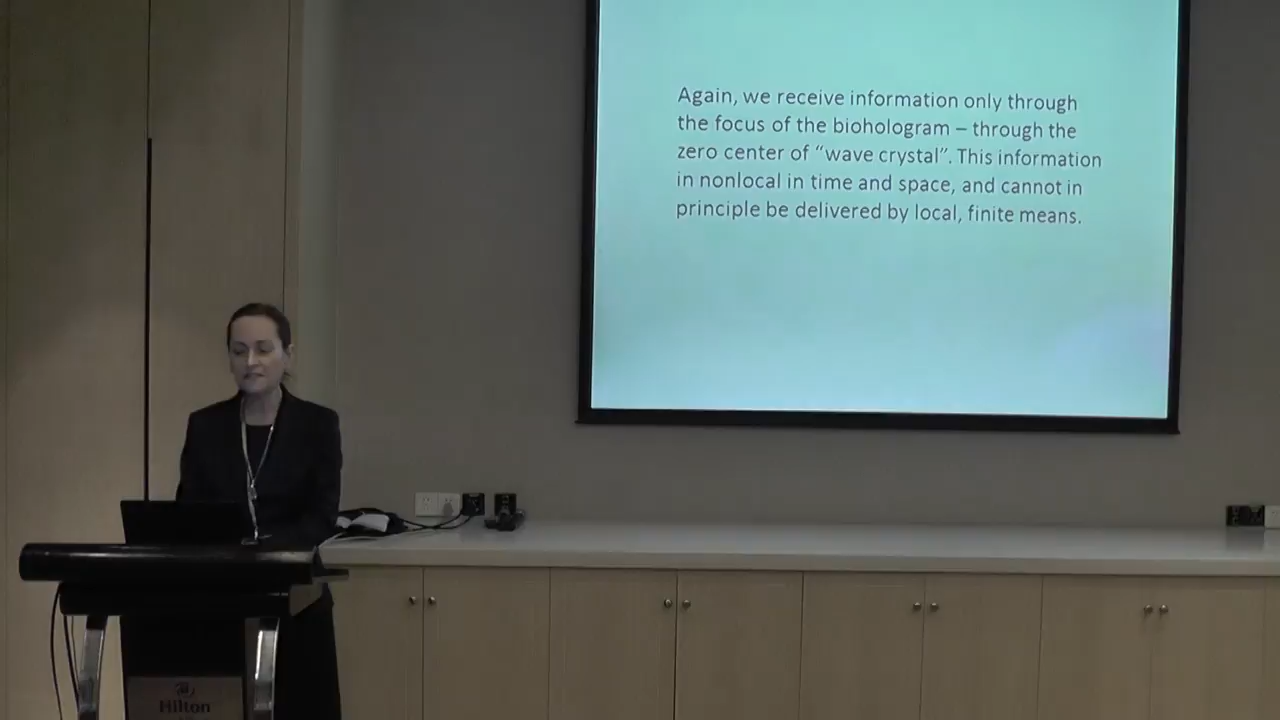 Again, we receive information only through
the focus of the biohologram – through the
zero center of “wave crystal”. This information
in nonlocal in time and space, and cannot in
principle be delivered by local, finite means.
Hilton